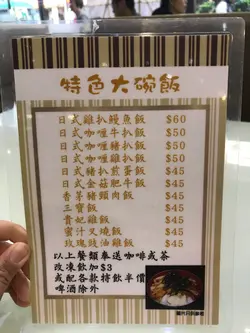 特色大碗飯
日式雞扒鰻魚飯 $60
日式咖喱牛扒飯 $50
日式咖喱豬扒飯 $50
日式咖喱雞扒飯 $50
日式豬扒煎蛋飯 $45
日式金菇肥牛飯 $45
香茅豬頸肉飯 $45
三寶飯 $45
貴妃雞飯 $45
蜜汁叉燒飯 $45
玫瑰豉油雞飯 $45
以上餐類奉送咖啡或茶
改凍飲加$3
或配各款特飲半價
啤酒除外